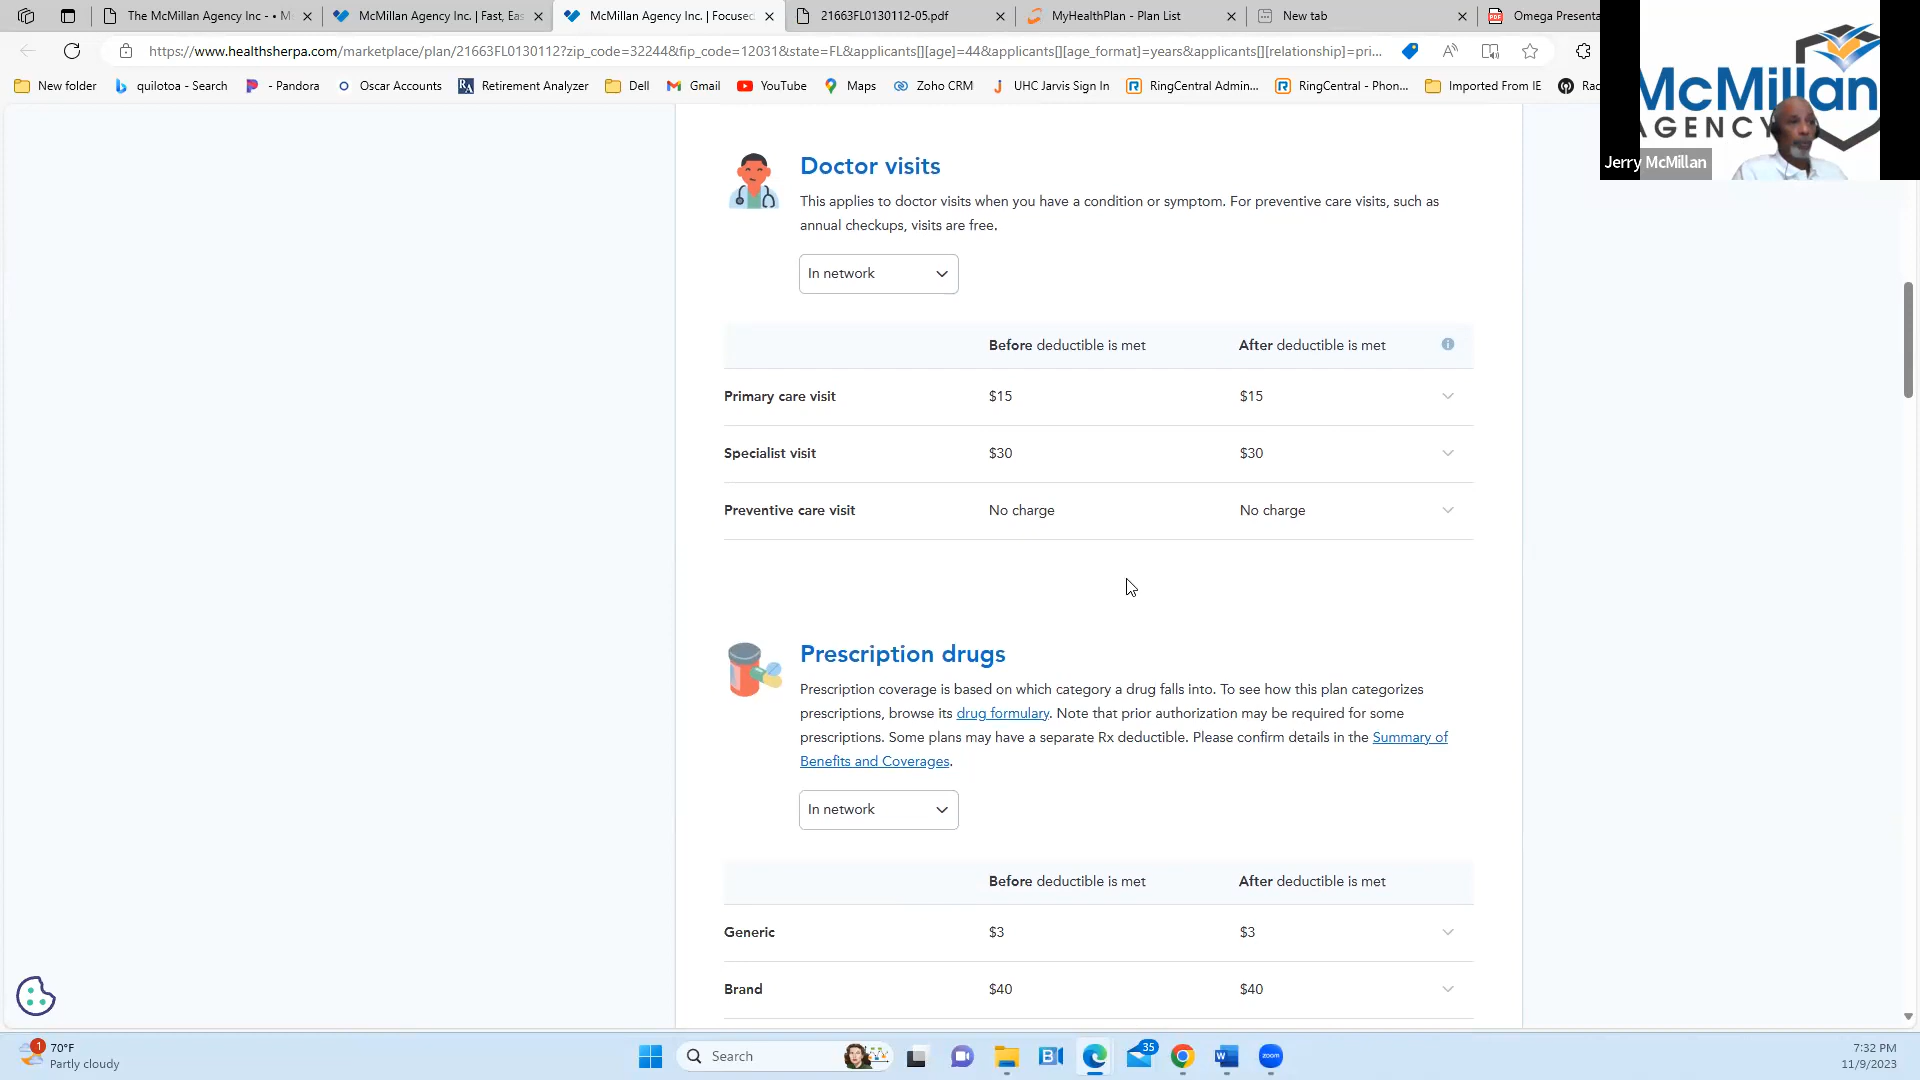 The McMillan Agency Inc - • M
McMillan Agency Inc. | Fast, Eas
McMillan Agency Inc. | Focused
21663FL0130112-05.pdf
MyHealthPlan - Plan List
New tab
Omega Presenta
https://www.healthsherpa.com/marketplace/plan/21663FL0130112?zip_code=32244&fip_code=12031&state=FL&applicants[][age]=44&applicants[][age_format]=years&applicants[][relationship]=pri...
New folder
quilotoa - Search
- Pandora
Oscar Accounts
RA Retirement Analyzer
Dell
Gmail
YouTube
Maps
Zoho CRM
UHC Jarvis Sign In
RingCentral Admin...
RingCentral - Phon...
Imported From IE
Rac
McMillan
AGENCY
Jerry McMillan
Doctor visits
This applies to doctor visits when you have a condition or symptom. For preventive care visits, such as
annual checkups, visits are free.
In network
Before deductible is met After deductible is met
Primary care visit $15 $15
Specialist visit $30 $30
Preventive care visit No charge No charge
Prescription drugs
Prescription coverage is based on which category a drug falls into. To see how this plan categorizes
prescriptions, browse its drug formulary. Note that prior authorization may be required for some
prescriptions. Some plans may have a separate Rx deductible. Please confirm details in the Summary of
Benefits and Coverages.
In network
Before deductible is met After deductible is met
Generic $3 $3
Brand $40 $40
1
70°F
Partly cloudy
Search
35
zoom
7:32 PM
11/9/2023